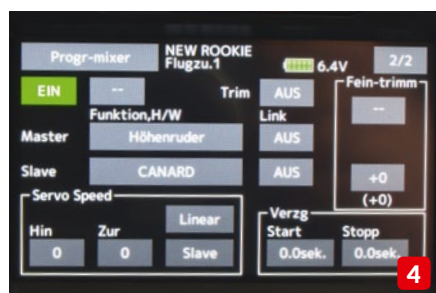 Progr-mixer NEW ROOKIE 6.4V 2/2
Flugzu.1
EIN -- Trim AUS Fein-trimm
Funktion,H/W Link --
Master Höhenruder AUS
Slave CANARD AUS +0
(+0)
Servo Speed Linear Verzg
Hin Zur Start Stopp
0 0 Slave 0.0sek. 0.0sek.
4